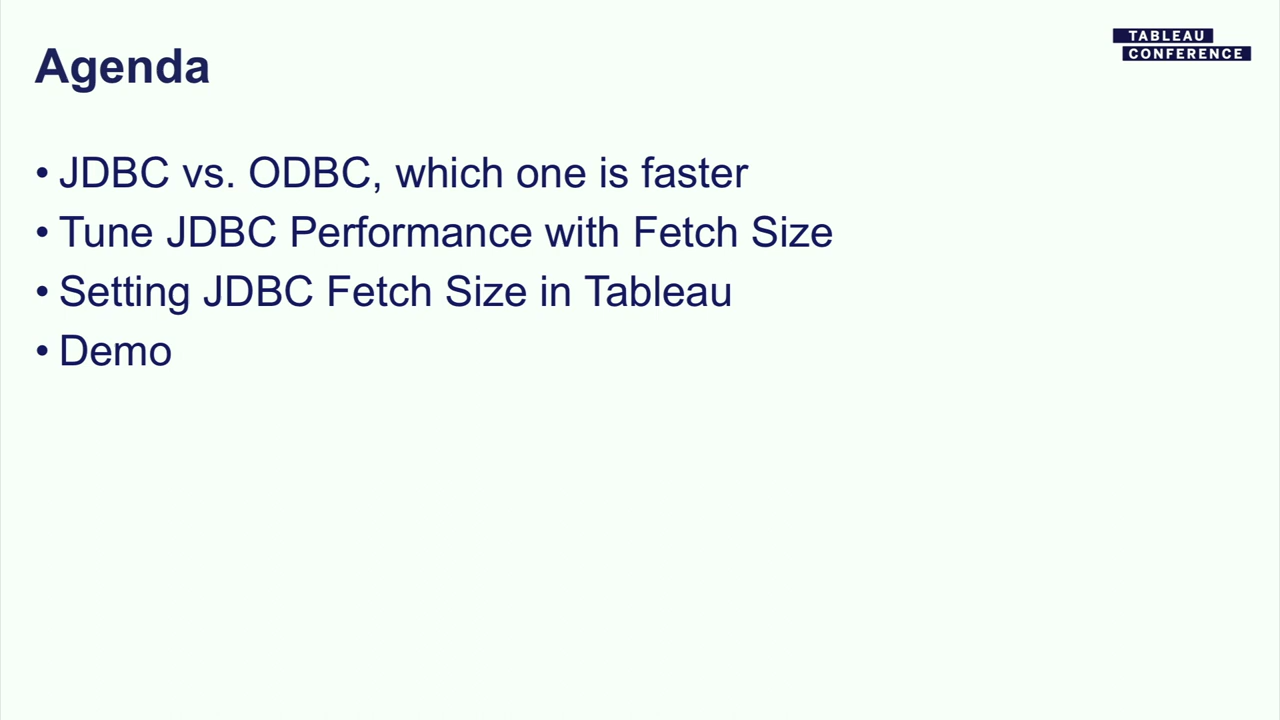 Agenda
TABLEAU
CONFERENCE
• JDBC vs. ODBC, which one is faster
• Tune JDBC Performance with Fetch Size
• Setting JDBC Fetch Size in Tableau
• Demo